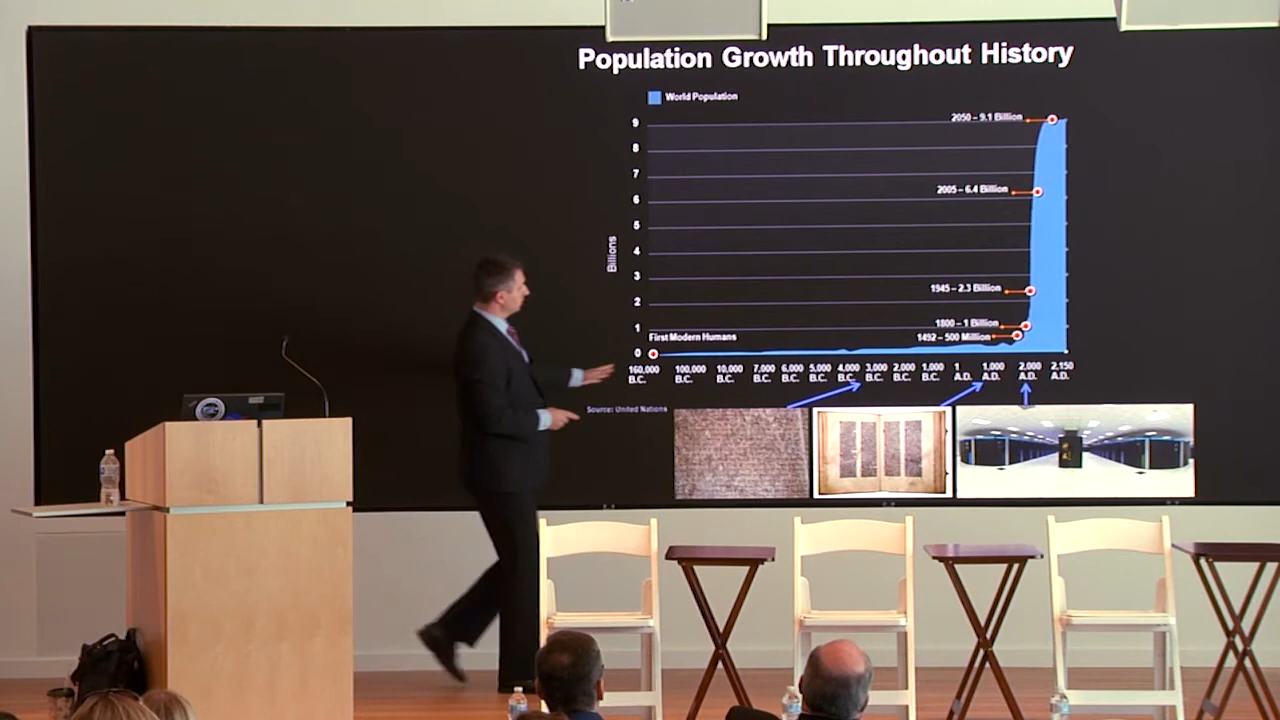 Population Growth Throughout History
World Population
9
2050 – 9.1 Billion
8
7
2005 – 6.4 Billion
6
5
Billions
4
3
1945 – 2.3 Billion
2
1800 – 1 Billion
1
First Modern Humans
1492 – 500 Million
0
160,000 B.C.
100,000 B.C.
10,000 B.C.
7,000 B.C.
6,000 B.C.
5,000 B.C.
4,000 B.C.
3,000 B.C.
2,000 B.C.
1,000 B.C.
1 A.D.
1,000 A.D.
2,000 A.D.
2,150 A.D.
Source: United Nations